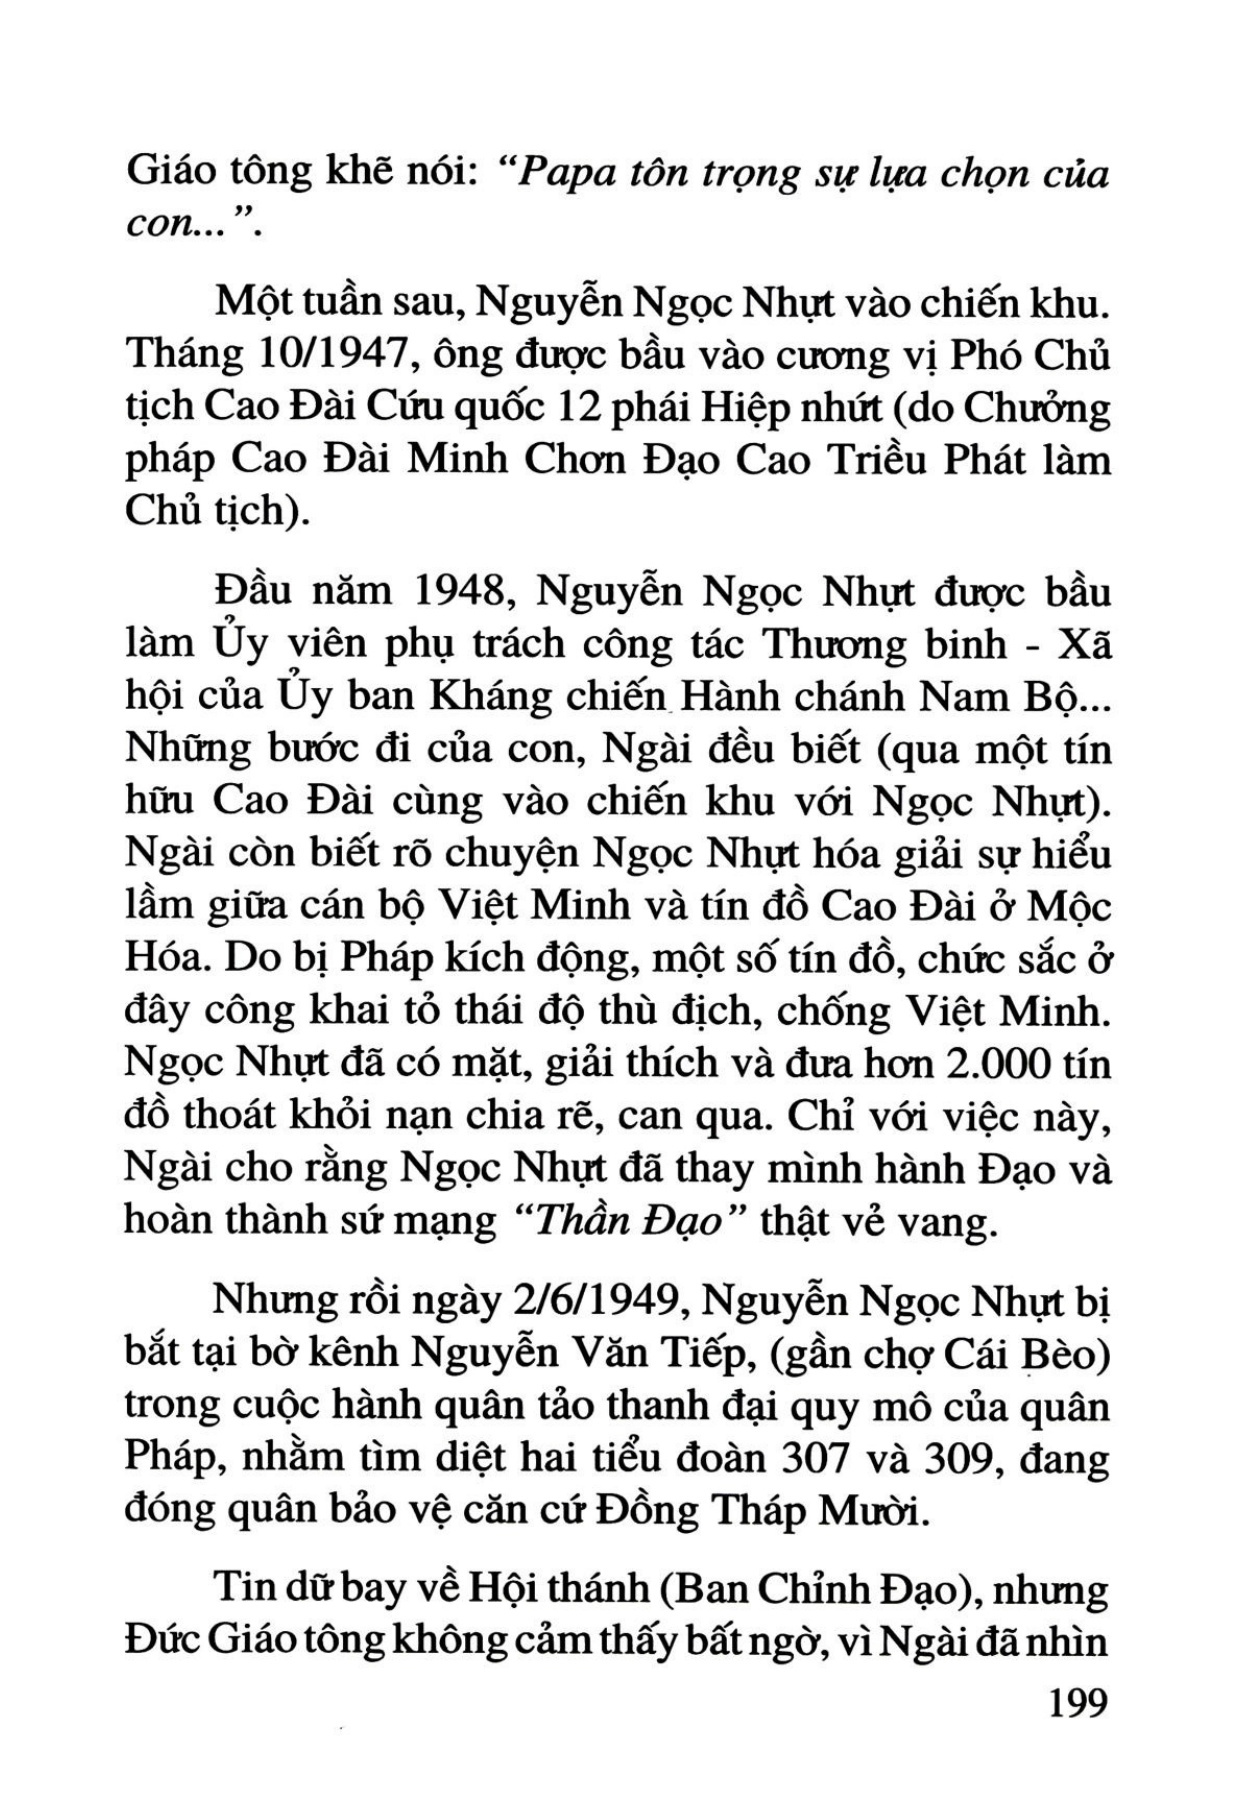 Giáo tông khẽ nói: “Papa tôn trọng sự lựa chọn của
con...”.
Một tuần sau, Nguyễn Ngọc Nhựt vào chiến khu.
Tháng 10/1947, ông được bầu vào cương vị Phó Chủ
tịch Cao Đài Cứu quốc 12 phái Hiệp nhứt (do Chưởng
pháp Cao Đài Minh Chơn Đạo Cao Triều Phát làm
Chủ tịch).
Đầu năm 1948, Nguyễn Ngọc Nhựt được bầu
làm Ủy viên phụ trách công tác Thương binh - Xã
hội của Ủy ban Kháng chiến Hành chánh Nam Bộ...
Những bước đi của con, Ngài đều biết (qua một tín
hữu Cao Đài cùng vào chiến khu với Ngọc Nhựt).
Ngài còn biết rõ chuyện Ngọc Nhựt hóa giải sự hiểu
lầm giữa cán bộ Việt Minh và tín đồ Cao Đài ở Mộc
Hóa. Do bị Pháp kích động, một số tín đồ, chức sắc ở
đây công khai tỏ thái độ thù địch, chống Việt Minh.
Ngọc Nhựt đã có mặt, giải thích và đưa hơn 2.000 tín
đồ thoát khỏi nạn chia rẽ, can qua. Chỉ với việc này,
Ngài cho rằng Ngọc Nhựt đã thay mình hành Đạo và
hoàn thành sứ mạng “Thần Đạo” thật vẻ vang.
Nhưng rồi ngày 2/6/1949, Nguyễn Ngọc Nhựt bị
bắt tại bờ kênh Nguyễn Văn Tiếp, (gần chợ Cái Bèo)
trong cuộc hành quân tảo thanh đại quy mô của quân
Pháp, nhằm tìm diệt hai tiểu đoàn 307 và 309, đang
đóng quân bảo vệ căn cứ Đồng Tháp Mười.
Tin dữ bay về Hội thánh (Ban Chỉnh Đạo), nhưng
Đức Giáo tông không cảm thấy bất ngờ, vì Ngài đã nhìn
199